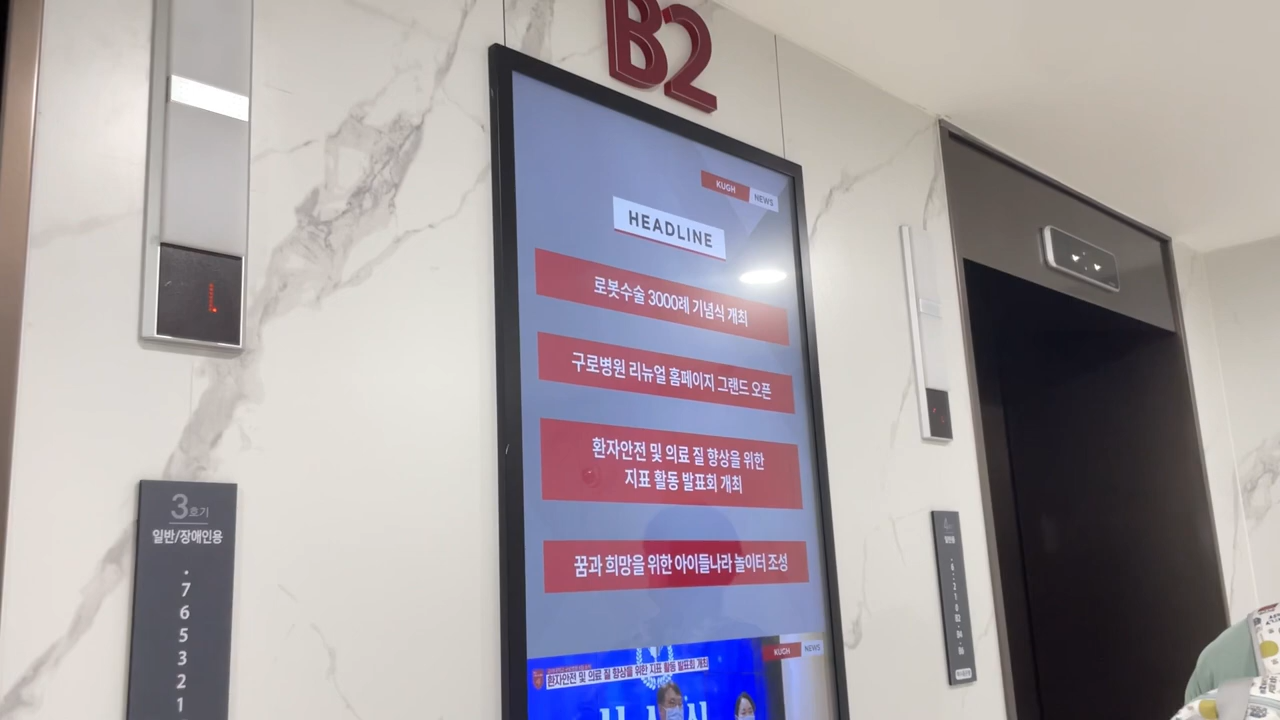 B2
KUGH NEWS
HEADLINE
로봇수술 3000례 기념식 개최
구로병원 리뉴얼 홈페이지 그랜드 오픈
환자안전 및 의료 질 향상을 위한
지표 활동 발표회 개최
꿈과 희망을 위한 아이들나라 놀이터 조성
KUGH NEWS
환자안전 및 의료 질 향상을 위한 지표 활동 발표회 개최
3호기
일반/장애인용
7
6
5
3
2
1